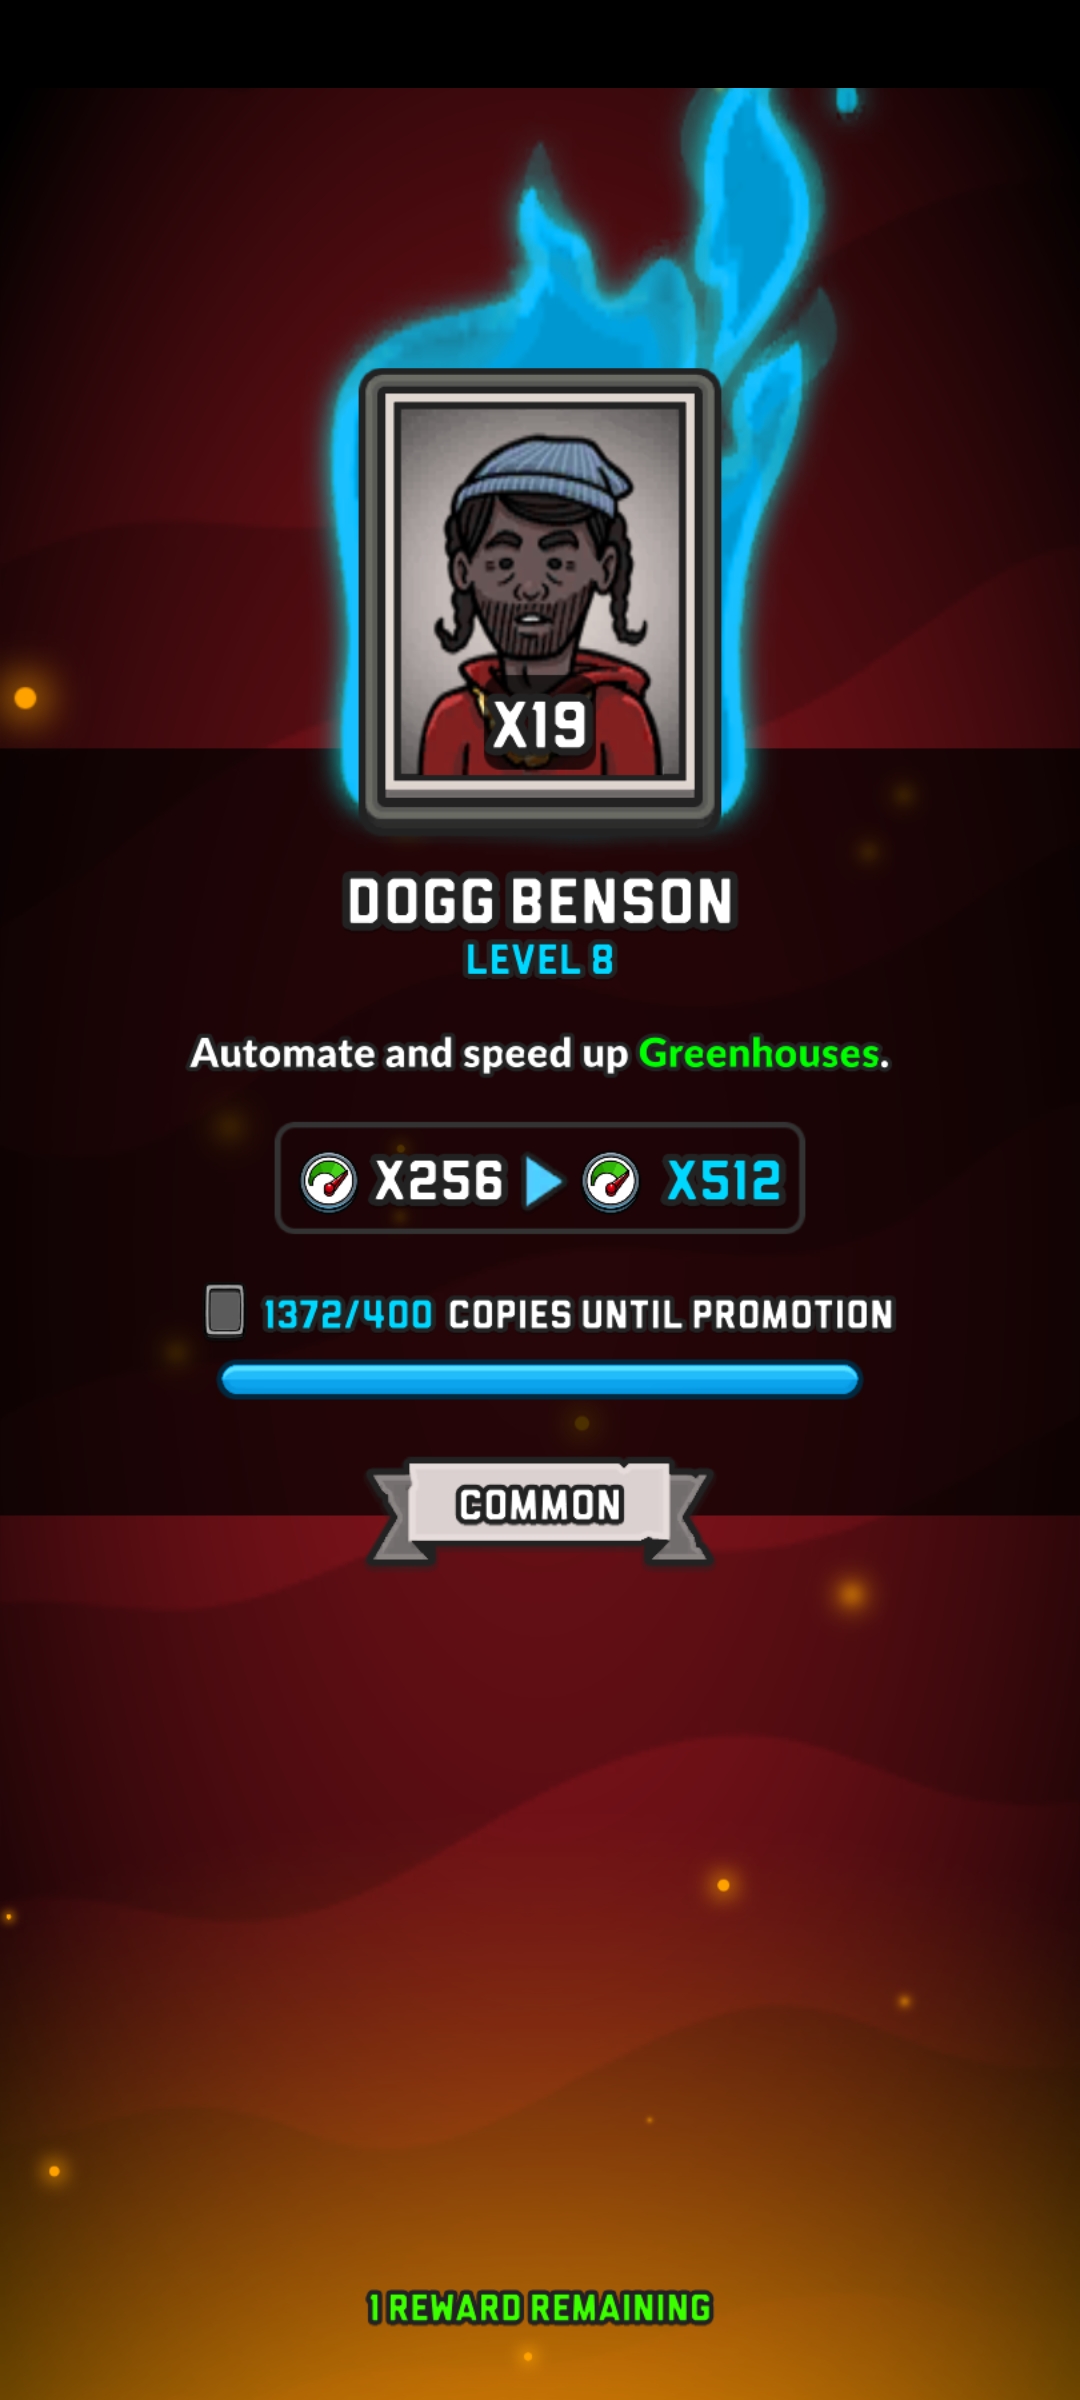 X19
DOGG BENSON
LEVEL 8
Automate and speed up Greenhouses.
X256 X512
1372/400 COPIES UNTIL PROMOTION
COMMON
1 REWARD REMAINING